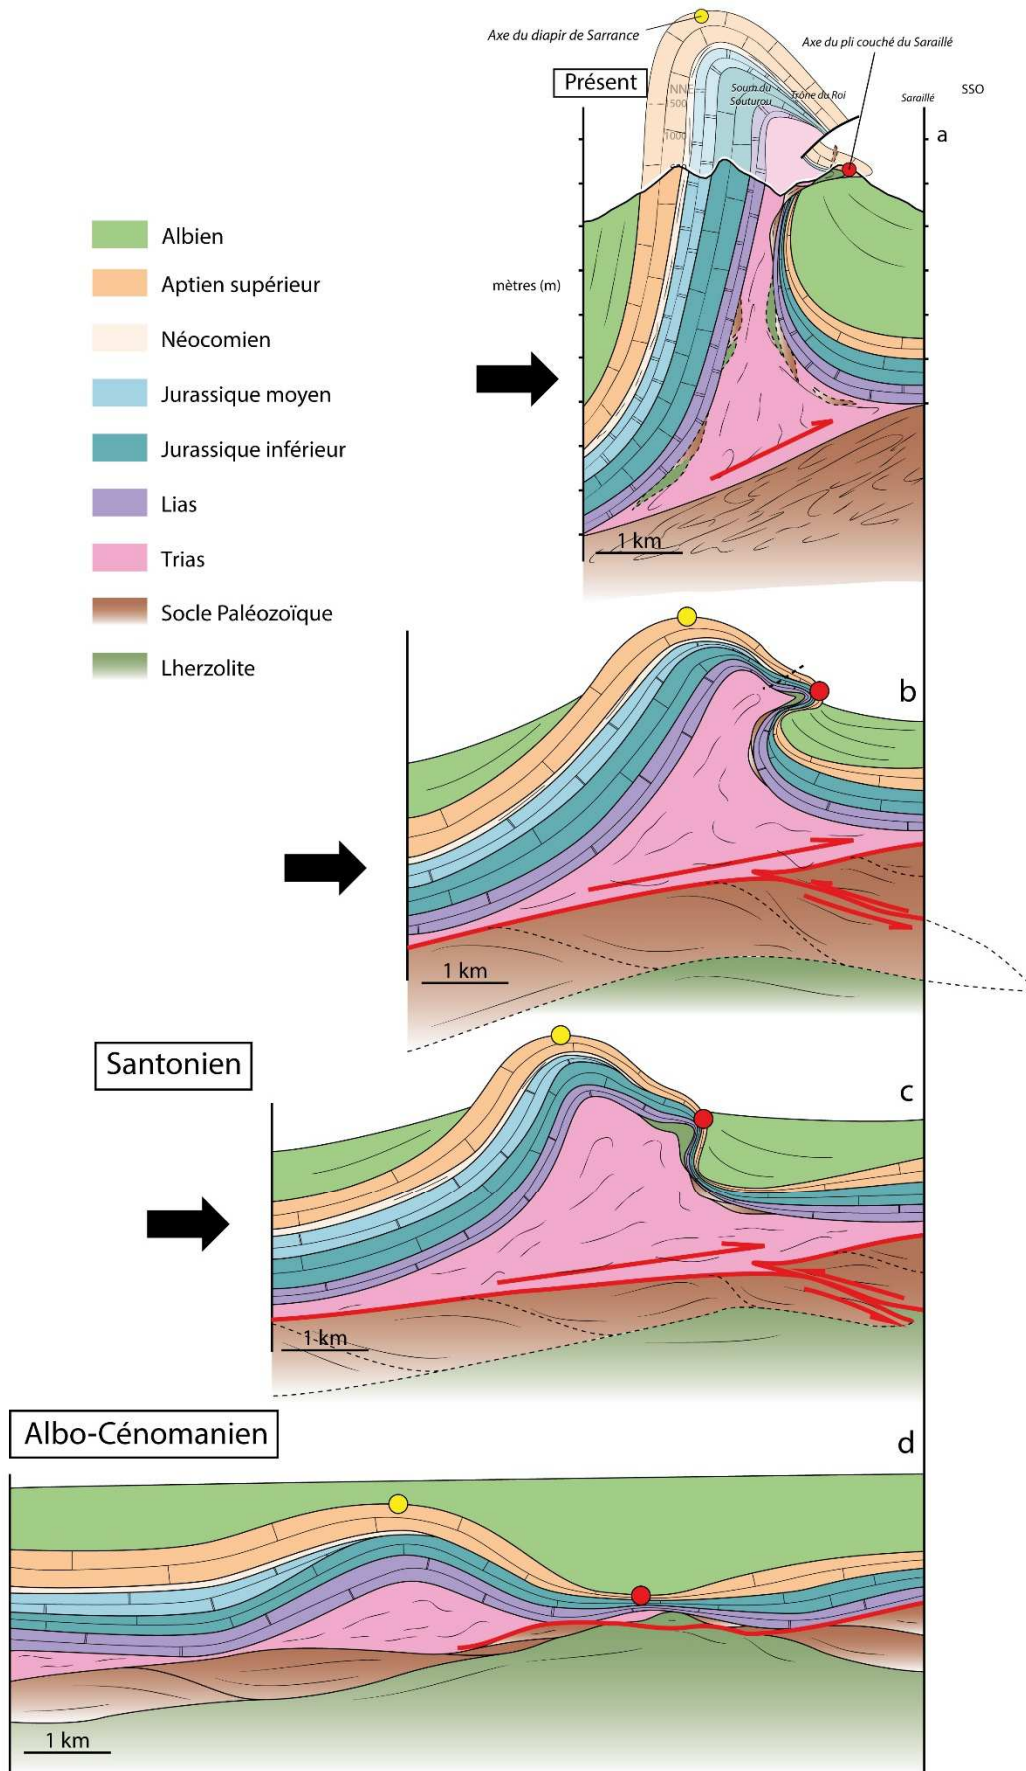 Axe du diapir de Sarrance
Axe du pli couché du Saraillé
Présent
NNE
1500
1000
Soum du
Souturou
Trône du Roi
Saraillé
SSO
a
mètres (m)
1 km
Albien
Aptien supérieur
Néocomien
Jurassique moyen
Jurassique inférieur
Lias
Trias
Socle Paléozoïque
Lherzolite
b
1 km
Santonien
c
1 km
Albo-Cénomanien
d
1 km